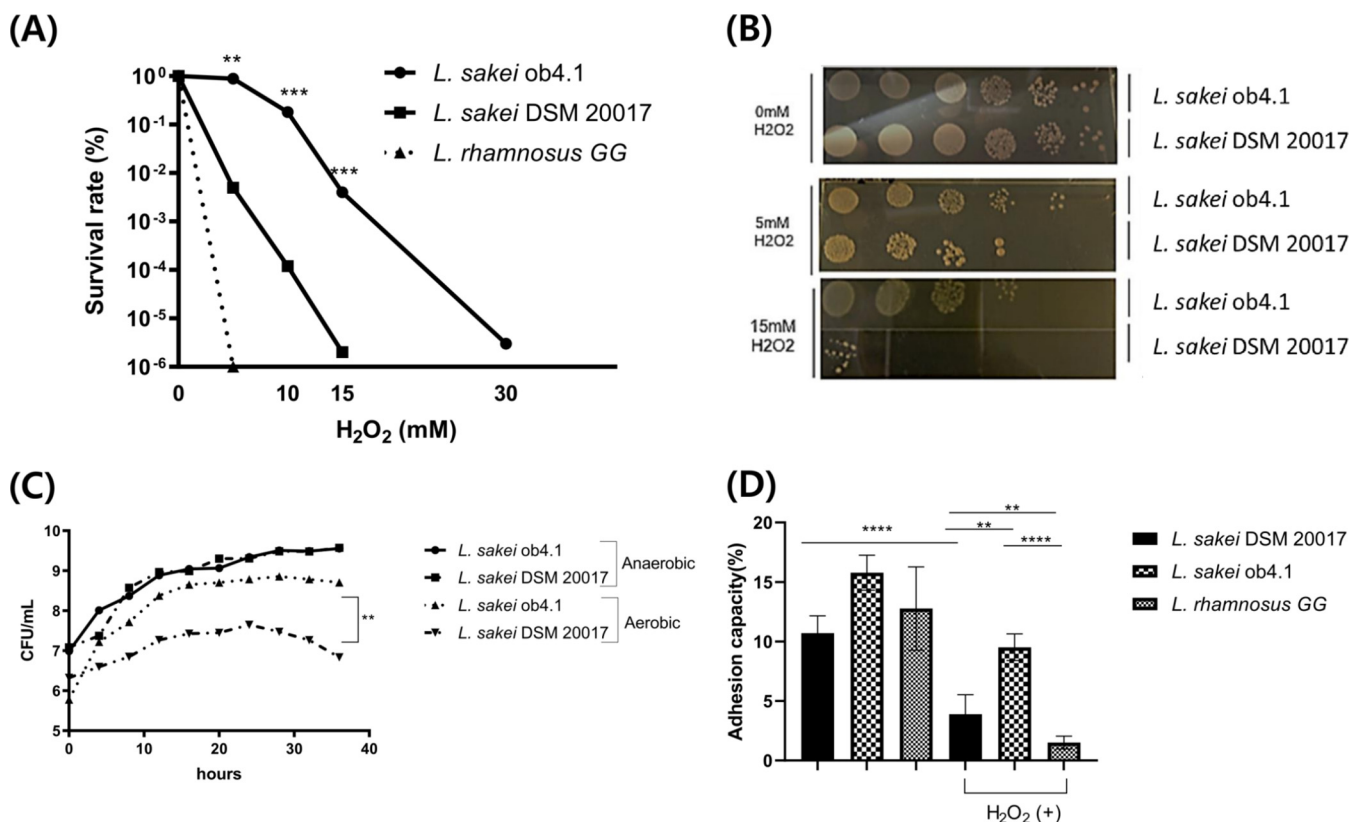 (A)
10^0
10^-1
10^-2
10^-3
10^-4
10^-5
10^-6
Survival rate (%)
**
***
***
0
10
15
30
H₂O₂ (mM)
L. sakei ob4.1
L. sakei DSM 20017
L. rhamnosus GG
(B)
0mM
H2O2
L. sakei ob4.1
L. sakei DSM 20017
5mM
H2O2
L. sakei ob4.1
L. sakei DSM 20017
15mM
H2O2
L. sakei ob4.1
L. sakei DSM 20017
(C)
10
9
8
7
6
5
CFU/mL
0
10
20
30
40
hours
L. sakei ob4.1
L. sakei DSM 20017
Anaerobic
L. sakei ob4.1
L. sakei DSM 20017
Aerobic
**
(D)
20
15
10
5
0
Adhesion capacity(%)
****
**
**
****
H₂O₂ (+)
L. sakei DSM 20017
L. sakei ob4.1
L. rhamnosus GG